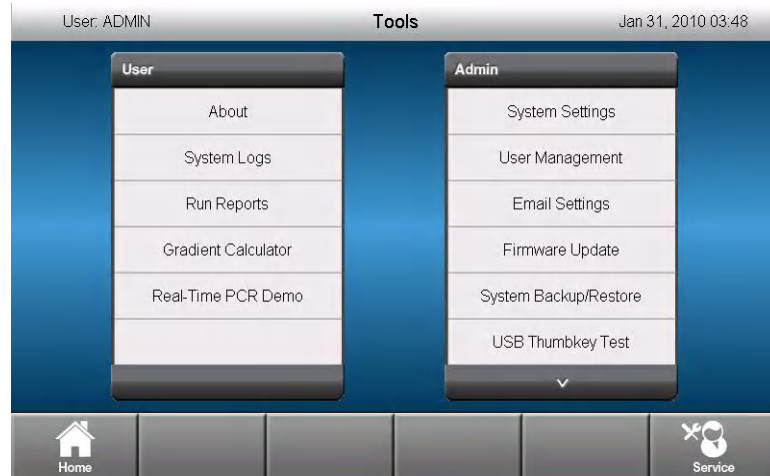 User: ADMIN
Tools
Jan 31, 2010 03:48
User
About
System Logs
Run Reports
Gradient Calculator
Real-Time PCR Demo
Admin
System Settings
User Management
Email Settings
Firmware Update
System Backup/Restore
USB Thumbkey Test
Home
Service